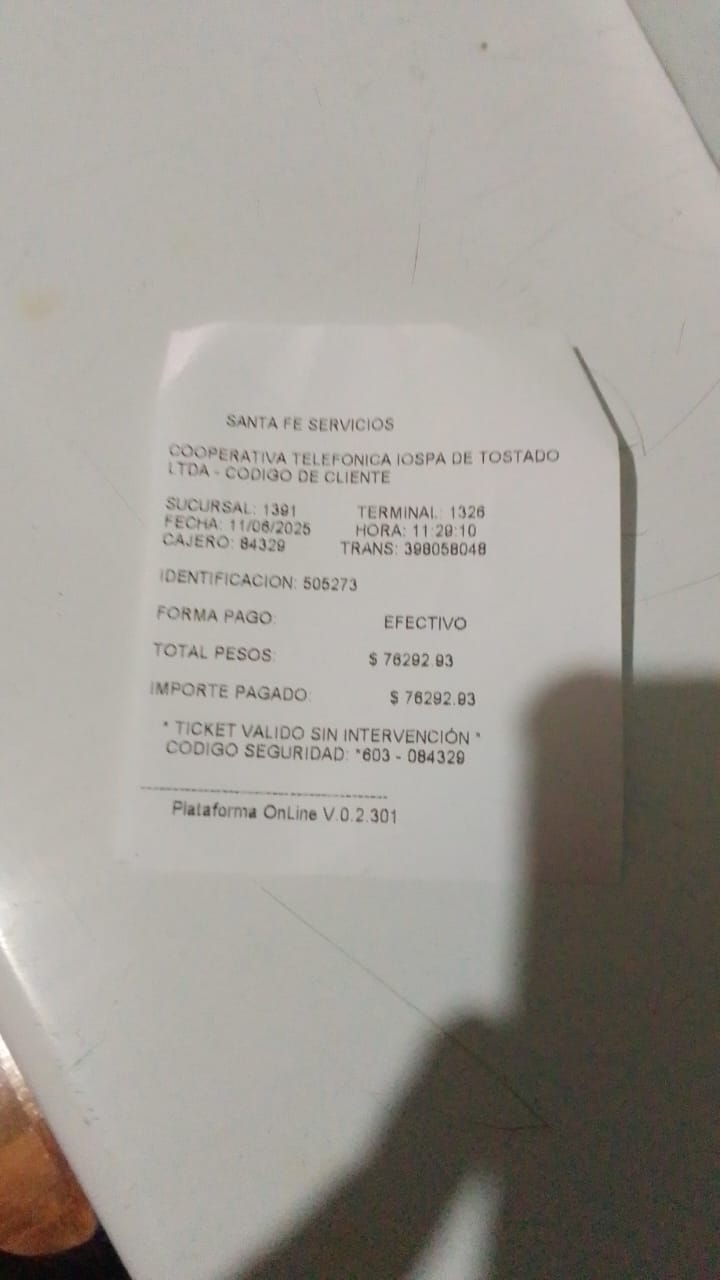 SANTA FE SERVICIOS
COOPERATIVA TELEFONICA IOSPA DE TOSTADO
LTDA - CODIGO DE CLIENTE
SUCURSAL: 1391 TERMINAL: 1326
FECHA: 11/06/2025 HORA: 11:29:10
CAJERO: 84329 TRANS: 398058048
IDENTIFICACION: 505273
FORMA PAGO: EFECTIVO
TOTAL PESOS: $ 76292.93
IMPORTE PAGADO: $ 76292.93
* TICKET VALIDO SIN INTERVENCIÓN *
CODIGO SEGURIDAD: *603 - 084329
Plataforma OnLine V.0.2.301